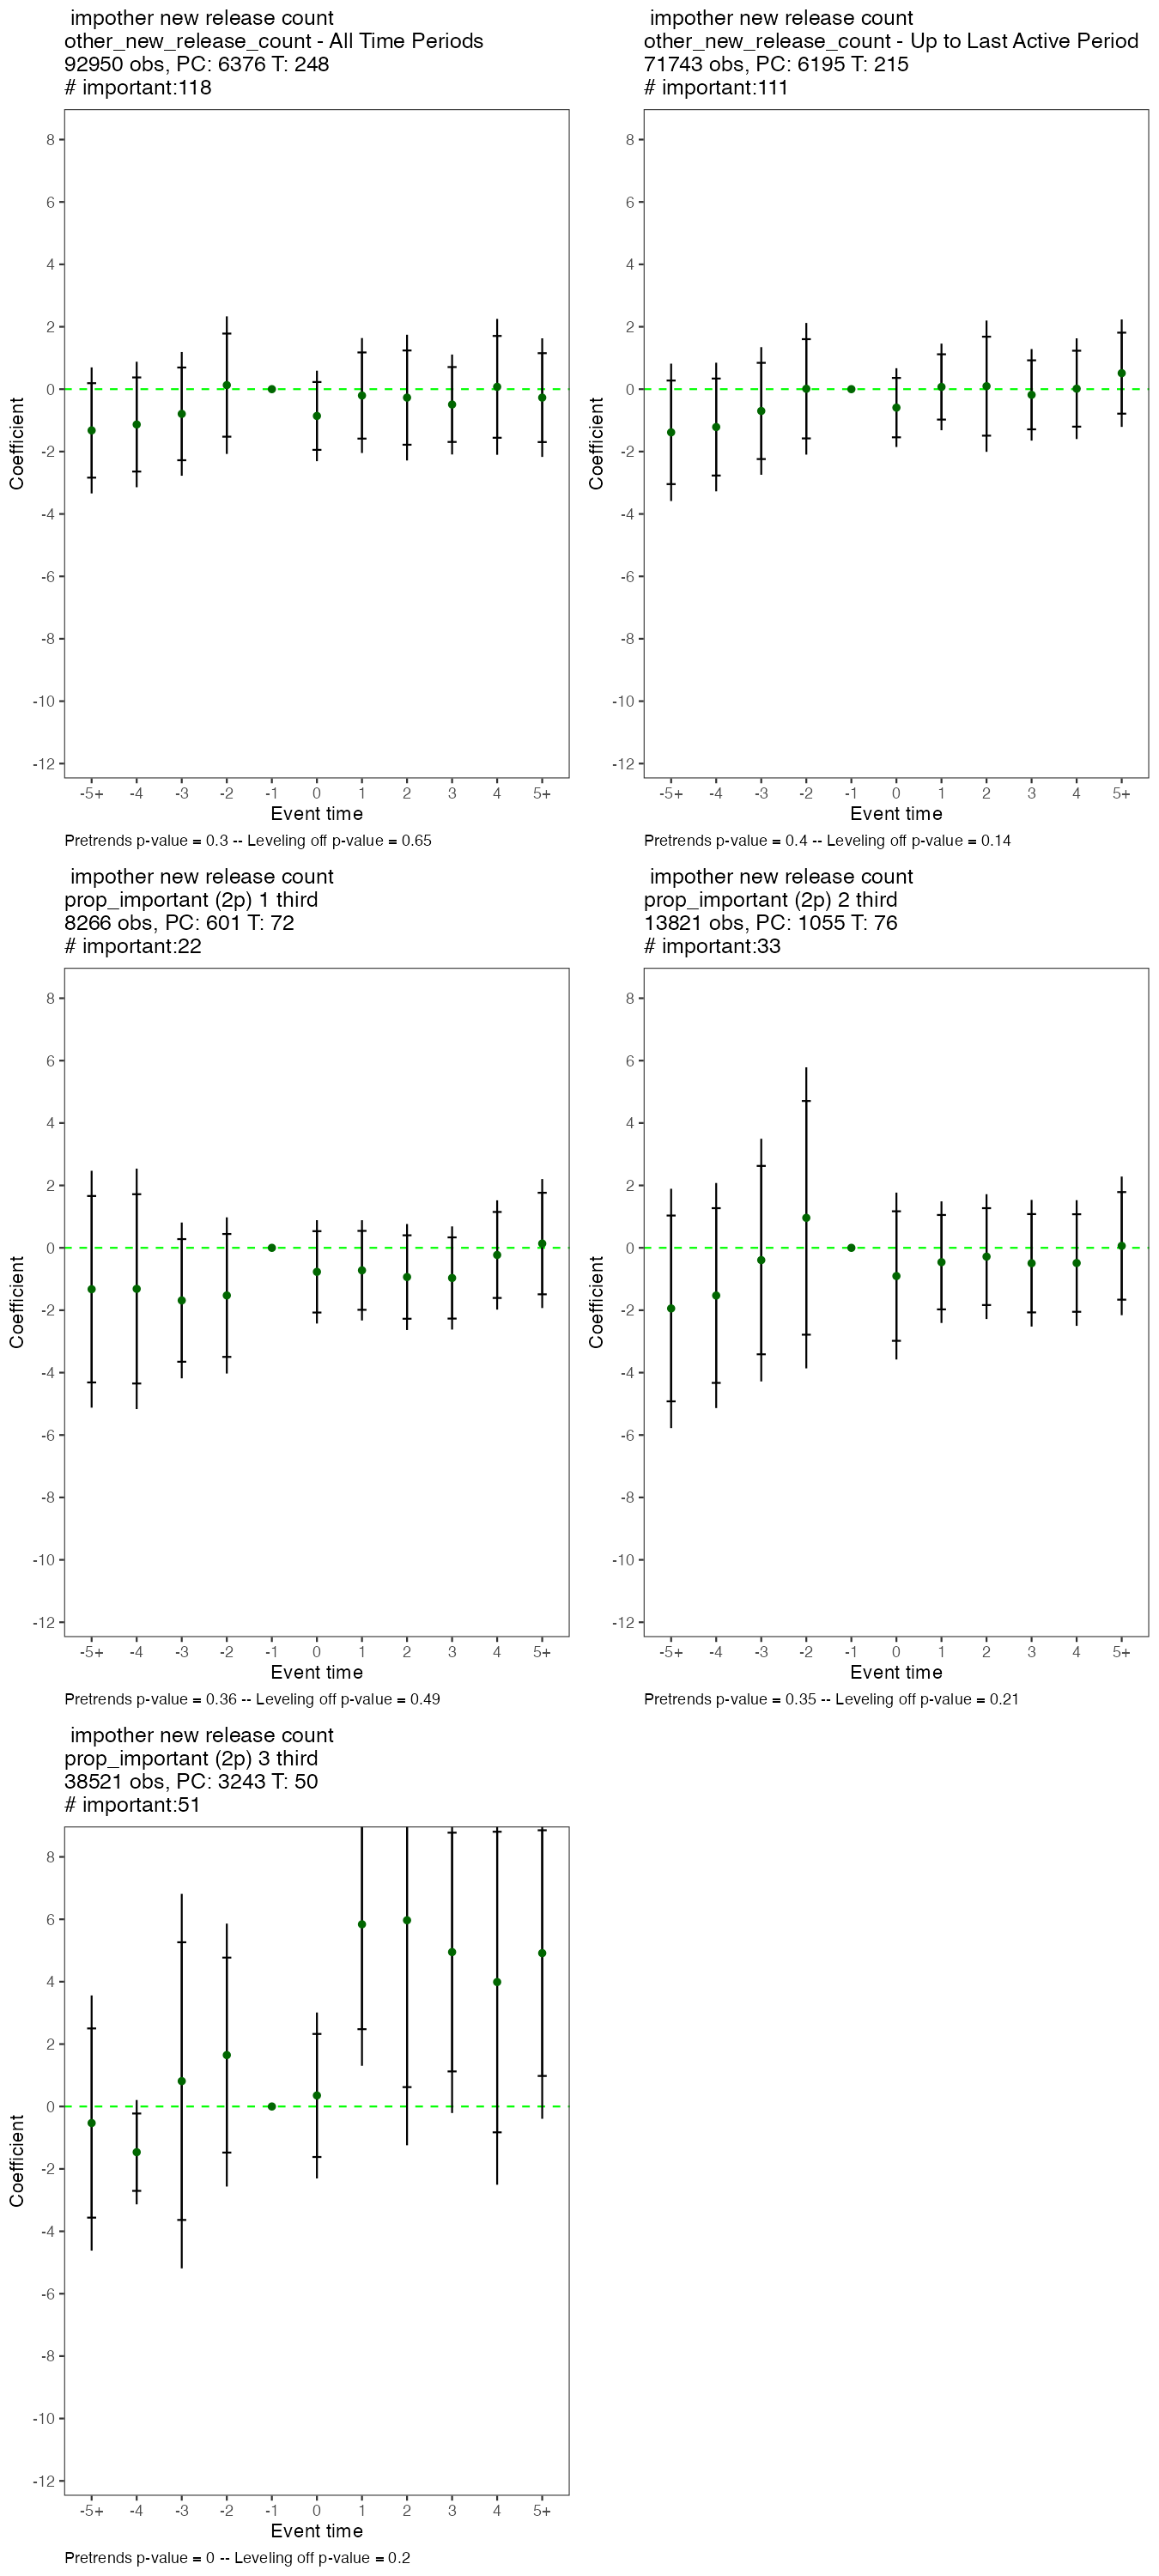 impother new release count
other_new_release_count - All Time Periods
92950 obs, PC: 6376 T: 248
# important:118
8
6
4
2
0
-2
-4
-6
-8
-10
-12
Coefficient
-5+ -4 -3 -2 -1 0 1 2 3 4 5+
Event time
Pretrends p-value = 0.3 -- Leveling off p-value = 0.65
impother new release count
other_new_release_count - Up to Last Active Period
71743 obs, PC: 6195 T: 215
# important:111
8
6
4
2
0
-2
-4
-6
-8
-10
-12
Coefficient
-5+ -4 -3 -2 -1 0 1 2 3 4 5+
Event time
Pretrends p-value = 0.4 -- Leveling off p-value = 0.14
impother new release count
prop_important (2p) 1 third
8266 obs, PC: 601 T: 72
# important:22
8
6
4
2
0
-2
-4
-6
-8
-10
-12
Coefficient
-5+ -4 -3 -2 -1 0 1 2 3 4 5+
Event time
Pretrends p-value = 0.36 -- Leveling off p-value = 0.49
impother new release count
prop_important (2p) 2 third
13821 obs, PC: 1055 T: 76
# important:33
8
6
4
2
0
-2
-4
-6
-8
-10
-12
Coefficient
-5+ -4 -3 -2 -1 0 1 2 3 4 5+
Event time
Pretrends p-value = 0.35 -- Leveling off p-value = 0.21
impother new release count
prop_important (2p) 3 third
38521 obs, PC: 3243 T: 50
# important:51
8
6
4
2
0
-2
-4
-6
-8
-10
-12
Coefficient
-5+ -4 -3 -2 -1 0 1 2 3 4 5+
Event time
Pretrends p-value = 0 -- Leveling off p-value = 0.2